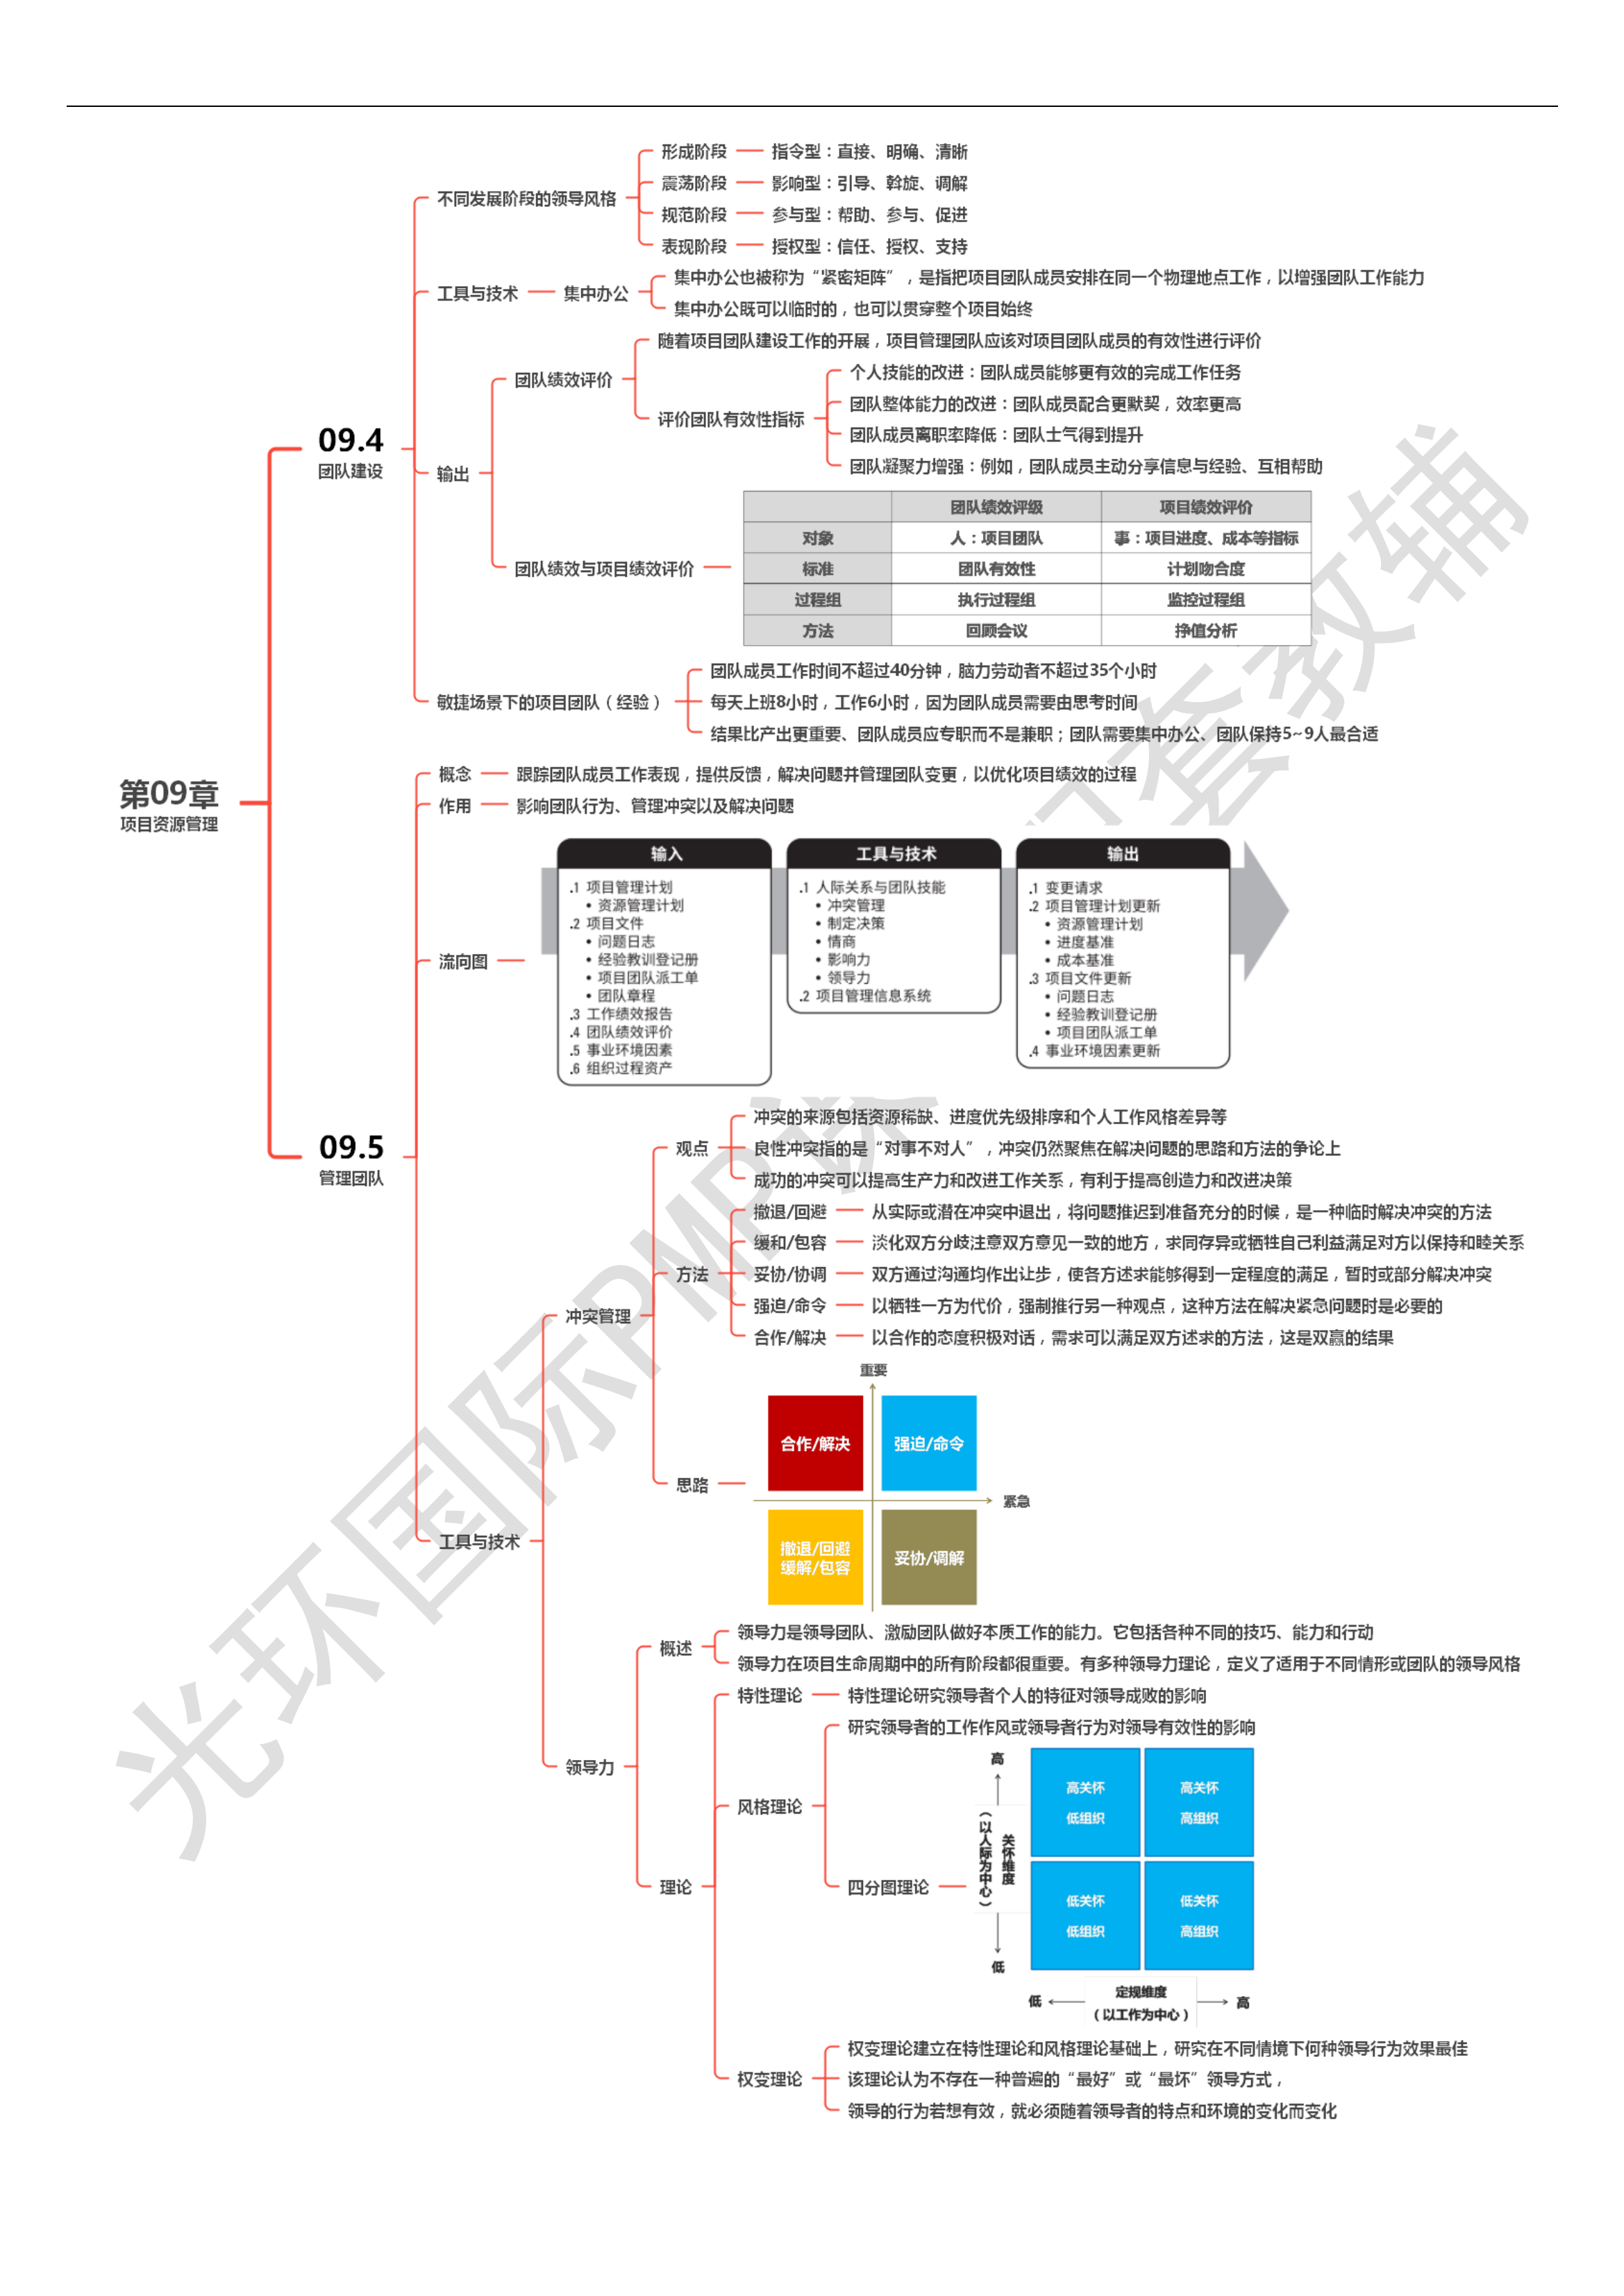 形成阶段
指令型：直接、明确、清晰
震荡阶段
影响型：引导、斡旋、调解
不同发展阶段的领导风格
规范阶段
参与型：帮助、参与、促进
表现阶段
授权型：信任、授权、支持
工具与技术
集中办公
集中办公也被称为“紧密矩阵”，是指把项目团队成员安排在同一个物理地点工作，以增强团队工作能力
集中办公既可以临时的，也可以贯穿整个项目始终
09.4
团队建设
输出
团队绩效评价
随着项目团队建设工作的开展，项目管理团队应该对项目团队成员的有效性进行评价
评价团队有效性指标
个人技能的改进：团队成员能够更有效的完成工作任务
团队整体能力的改进：团队成员配合更默契，效率更高
团队成员离职率降低：团队士气得到提升
团队凝聚力增强：例如，团队成员主动分享信息与经验、互相帮助
团队绩效与项目绩效评价
团队绩效评级 项目绩效评价
对象 人：项目团队 事：项目进度、成本等指标
标准 团队有效性 计划吻合度
过程组 执行过程组 监控过程组
方法 回顾会议 挣值分析
敏捷场景下的项目团队（经验）
团队成员工作时间不超过40分钟，脑力劳动者不超过35个小时
每天上班8小时，工作6小时，因为团队成员需要由思考时间
结果比产出更重要、团队成员应专职而不是兼职；团队需要集中办公、团队保持5~9人最合适
第09章
项目资源管理
09.5
管理团队
概念
跟踪团队成员工作表现，提供反馈，解决问题并管理团队变更，以优化项目绩效的过程
作用
影响团队行为、管理冲突以及解决问题
流向图
输入
.1 项目管理计划
• 资源管理计划
.2 项目文件
• 问题日志
• 经验教训登记册
• 项目团队派工单
• 团队章程
.3 工作绩效报告
.4 团队绩效评价
.5 事业环境因素
.6 组织过程资产
工具与技术
.1 人际关系与团队技能
• 冲突管理
• 制定决策
• 情商
• 影响力
• 领导力
.2 项目管理信息系统
输出
.1 变更请求
.2 项目管理计划更新
• 资源管理计划
• 进度基准
• 成本基准
.3 项目文件更新
• 问题日志
• 经验教训登记册
• 项目团队派工单
.4 事业环境因素更新
工具与技术
冲突管理
观点
冲突的来源包括资源稀缺、进度优先级排序和个人工作风格差异等
良性冲突指的是“对事不对人”，冲突仍然聚焦在解决问题的思路和方法的争论上
成功的冲突可以提高生产力和改进工作关系，有利于提高创造力和改进决策
方法
撤退/回避
从实际或潜在冲突中退出，将问题推迟到准备充分的时候，是一种临时解决冲突的方法
缓和/包容
淡化双方分歧注意双方意见一致的地方，求同存异或牺牲自己利益满足对方以保持和睦关系
妥协/协调
双方通过沟通均作出让步，使各方述求能够得到一定程度的满足，暂时或部分解决冲突
强迫/命令
以牺牲一方为代价，强制推行另一种观点，这种方法在解决紧急问题时是必要的
合作/解决
以合作的态度积极对话，需求可以满足双方述求的方法，这是双赢的结果
思路
重要
合作/解决
强迫/命令
紧急
撤退/回避
缓解/包容
妥协/调解
领导力
概述
领导力是领导团队、激励团队做好本质工作的能力。它包括各种不同的技巧、能力和行动
领导力在项目生命周期中的所有阶段都很重要。有多种领导力理论，定义了适用于不同情形或团队的领导风格
理论
特性理论
特性理论研究领导者个人的特征对领导成败的影响
风格理论
研究领导者的工作作风或领导者行为对领导有效性的影响
四分图理论
高
关怀维度
（以人际为中心）
低
高关怀
低组织
高关怀
高组织
低关怀
低组织
低关怀
高组织
低
定规维度
（以工作为中心）
高
权变理论
权变理论建立在特性理论和风格理论基础上，研究在不同情境下何种领导行为效果最佳
该理论认为不存在一种普遍的“最好”或“最坏”领导方式，
领导的行为若想有效，就必须随着领导者的特点和环境的变化而变化